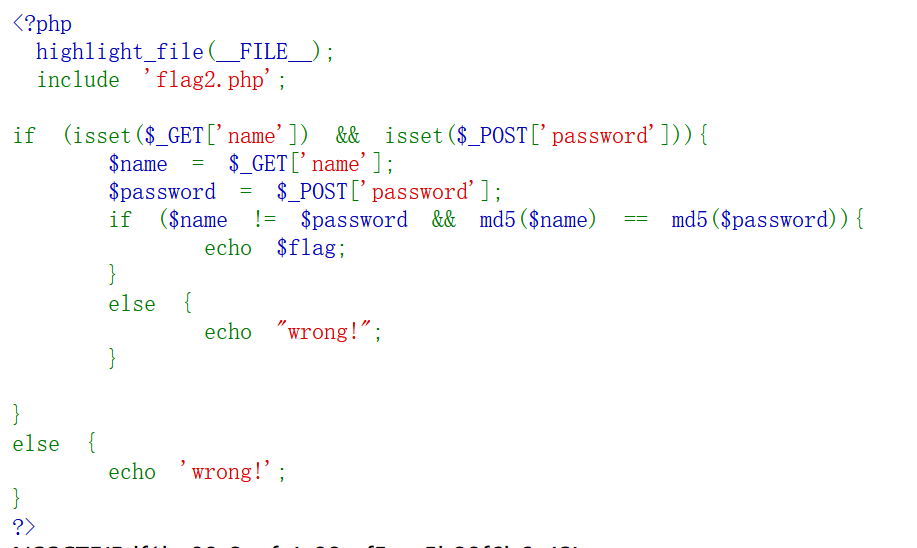 <?php
  highlight_file(__FILE__);
  include 'flag2.php';
if (isset($_GET['name']) && isset($_POST['password'])){
        $name = $_GET['name'];
        $password = $_POST['password'];
        if ($name != $password && md5($name) == md5($password)){
                echo $flag;
        }
        else {
                echo "wrong!";
        }
}
else {
        echo 'wrong!';
}
?>